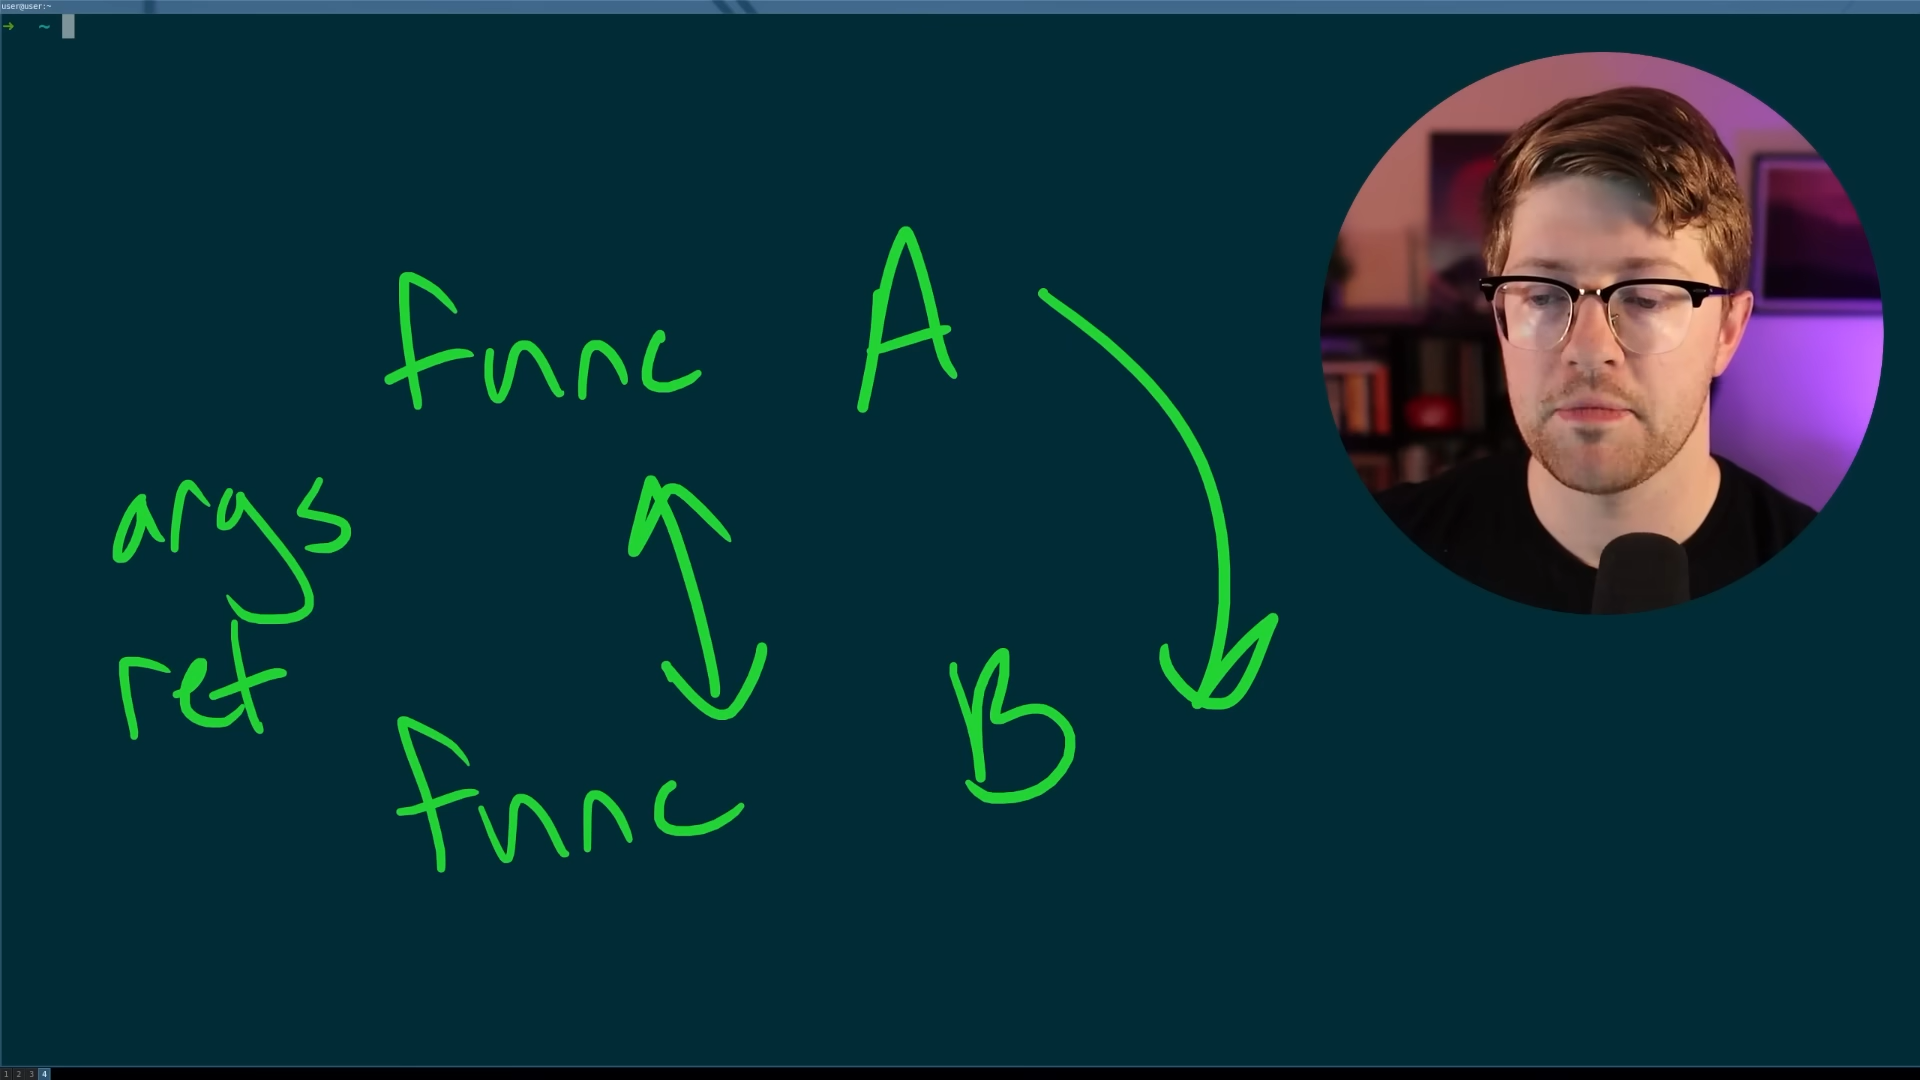 user@user:~
➜ ~
func A
args
ret
func B
1 2 3 4